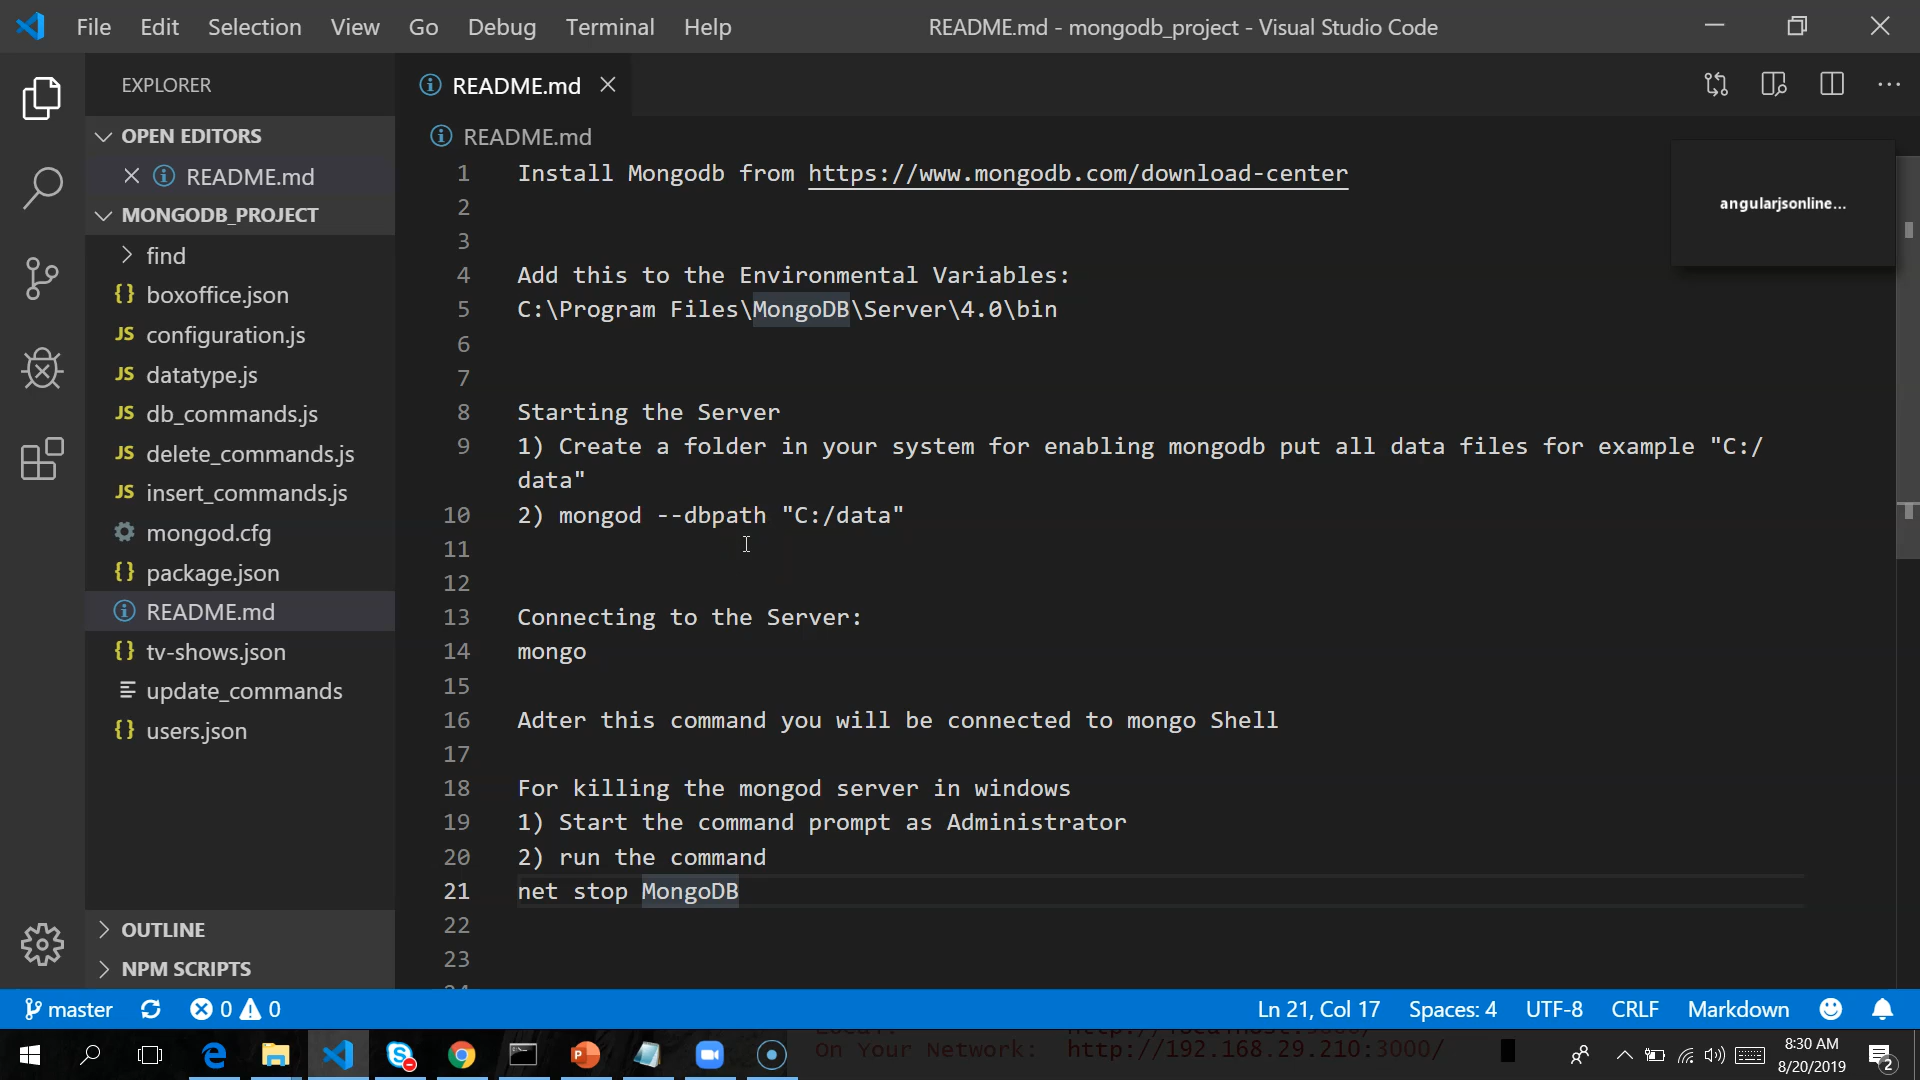 File Edit Selection View Go Debug Terminal Help README.md - mongodb_project - Visual Studio Code
EXPLORER
OPEN EDITORS
README.md
MONGODB_PROJECT
find
{} boxoffice.json
JS configuration.js
JS datatype.js
JS db_commands.js
JS delete_commands.js
JS insert_commands.js
mongod.cfg
{} package.json
README.md
{} tv-shows.json
update_commands
{} users.json
OUTLINE
NPM SCRIPTS
README.md
README.md
1 Install Mongodb from https://www.mongodb.com/download-center
2
3
4 Add this to the Environmental Variables:
5 C:\Program Files\MongoDB\Server\4.0\bin
6
7
8 Starting the Server
9 1) Create a folder in your system for enabling mongodb put all data files for example "C:/
data"
10 2) mongod --dbpath "C:/data"
11
12
13 Connecting to the Server:
14 mongo
15
16 Adter this command you will be connected to mongo Shell
17
18 For killing the mongod server in windows
19 1) Start the command prompt as Administrator
20 2) run the command
21 net stop MongoDB
22
23
angularjsonline...
master 0 0 Ln 21, Col 17 Spaces: 4 UTF-8 CRLF Markdown
On Your Network: http://192.168.29.210:3000/
8:30 AM
8/20/2019
2